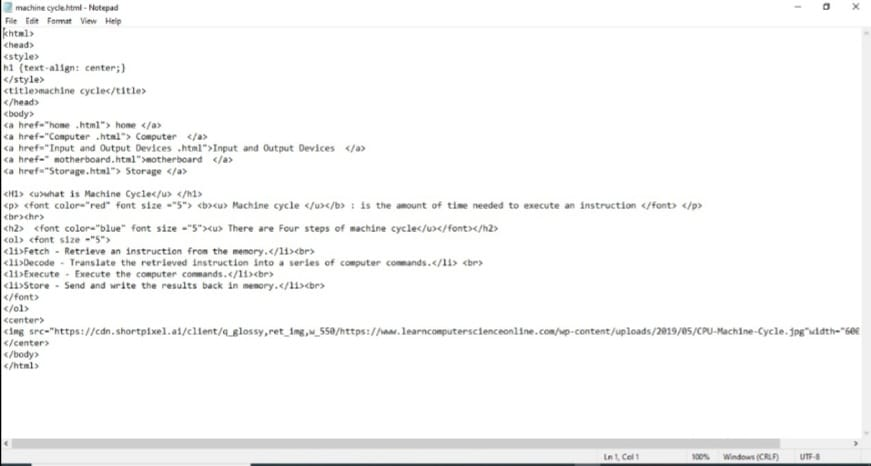 machine cycle.html - Notepad
File Edit Format View Help
<html>
<head>
<style>
h1 {text-align: center;}
</style>
<title>machine cycle</title>
</head>
<body>
<a href="home .html"> home </a>
<a href="Computer .html"> Computer  </a>
<a href="Input and Output Devices .html">Input and Output Devices  </a>
<a href=" motherboard.html">motherboard  </a>
<a href="Storage.html"> Storage </a>

<H1> <u>what is Machine Cycle</u> </h1>
<p> <font color="red" font size ="5"> <b><u> Machine cycle </u></b> : is the amount of time needed to execute an instruction </font> </p>
<br><hr>
<h2>  <font color="blue" font size ="5"><u> There are Four steps of machine cycle</u></font></h2>
<ol> <font size ="5">
<li>Fetch - Retrieve an instruction from the memory.</li><br>
<li>Decode - Translate the retrieved instruction into a series of computer commands.</li> <br>
<li>Execute - Execute the computer commands.</li><br>
<li>Store - Send and write the results back in memory.</li><br>
</font>
</ol>
<center>
<img src="https://cdn.shortpixel.ai/client/q_glossy,ret_img,w_550/https://www.learncomputerscienceonline.com/wp-content/uploads/2019/05/CPU-Machine-Cycle.jpg"width="600
</center>
</body>
</html>
Ln 1, Col 1 100% Windows (CRLF) UTF-8